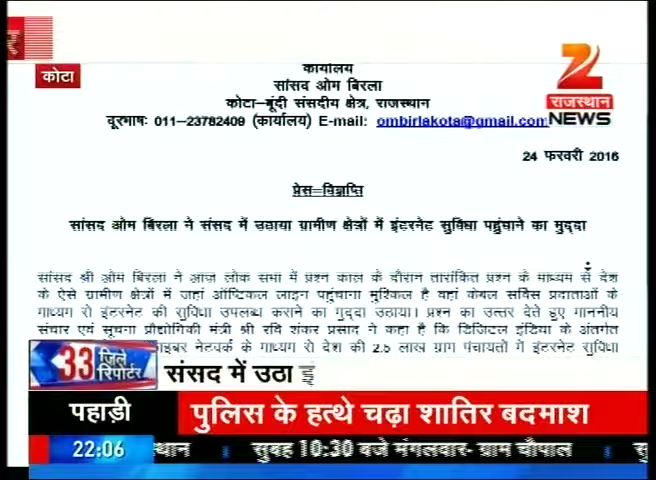 कोटा
कार्यालय
सांसद ओम बिरला
कोटा–बूंदी संसदीय क्षेत्र, राजस्थान
दूरभाषः 011-23782409 (कार्यालय) E-mail: ombirlakota@gmail.com
राजस्थान
NEWS
24 फरवरी 2016
प्रेस–विज्ञप्ति
सांसद ओम बिरला ने संसद में उठाया ग्रामीण क्षेत्रों में इंटरनेट सुविधा पहुंचाने का मुद्दा
सांसद श्री ओम बिरला ने आज लोक सभा में प्रश्न काल के दौरान तारांकित प्रश्न के माध्यम से देश
के ऐसे ग्रामीण क्षेत्रों में जहां ऑप्टिकल लाइन पहुंचाना मुश्किल है वहां केबल सर्विस प्रदाताओं के
माध्यम से इंटरनेट की सुविधा उपलब्ध कराने का मुद्दा उठाया। प्रश्न का उत्तर देते हुए माननीय
संचार एवं सूचना प्रौद्योगिकी मंत्री श्री रवि शंकर प्रसाद ने कहा है कि डिजिटल इंडिया के अंतर्गत
नेटवर्क के माध्यम से देश की 2.5 लाख ग्राम पंचायतों में इंटरनेट सुविधा
33 जिले रिपोर्टर
संसद में उठा
पहाड़ी
पुलिस के हत्थे चढ़ा शातिर बदमाश
22:06
स्थान सुबह 10:30 बजे मंगलवार- ग्राम चौपाल